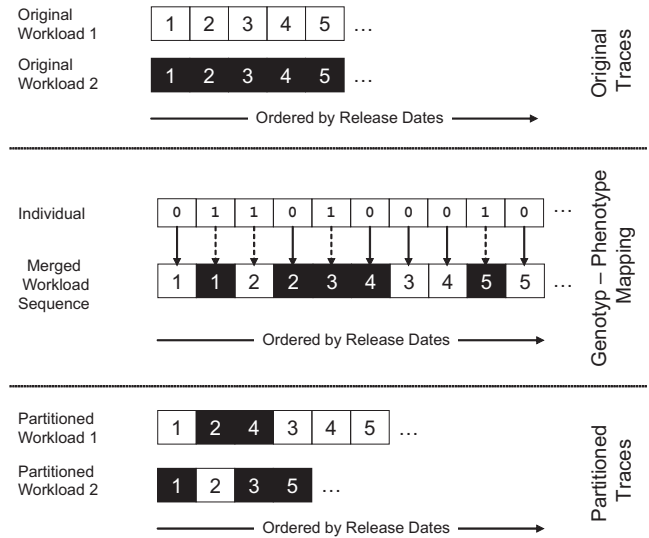 Original
Workload 1
1 2 3 4 5 ...
Original
Workload 2
1 2 3 4 5 ...
Ordered by Release Dates
Original
Traces
Individual
0 1 1 0 1 0 0 0 1 0 ...
Merged
Workload
Sequence
1 1 2 2 3 4 3 4 5 5 ...
Ordered by Release Dates
Genotyp – Phenotype
Mapping
Partitioned
Workload 1
1 2 4 3 4 5 ...
Partitioned
Workload 2
1 2 3 5 ...
Ordered by Release Dates
Partitioned
Traces